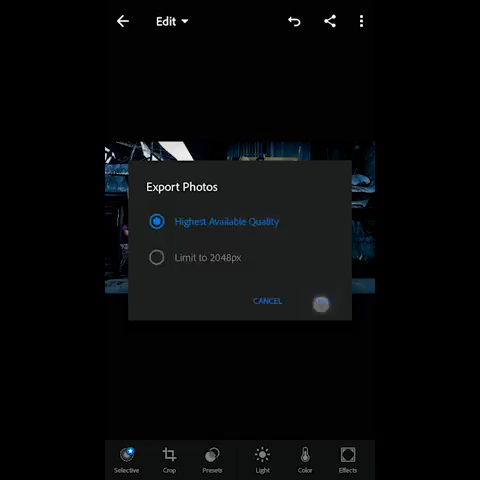 Edit
Export Photos
Highest Available Quality
Limit to 2048px
CANCEL
Selective
Crop
Presets
Light
Color
Effects